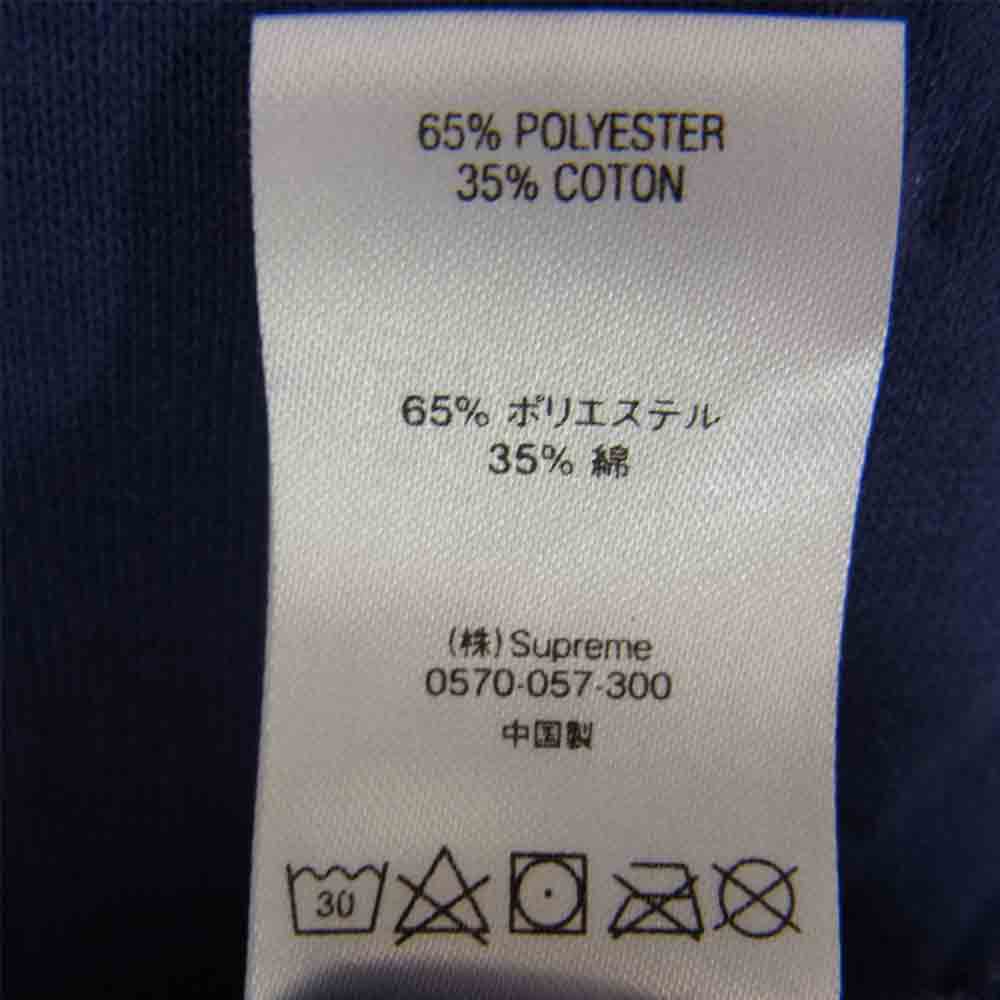 65% POLYESTER
35% COTON
65% ポリエステル
35% 綿
(株)Supreme
0570-057-300
中国製
30